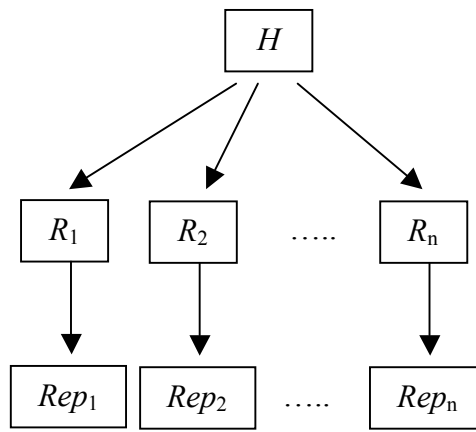 H
R1 R2 ..... Rn
Rep1 Rep2 ..... Repn